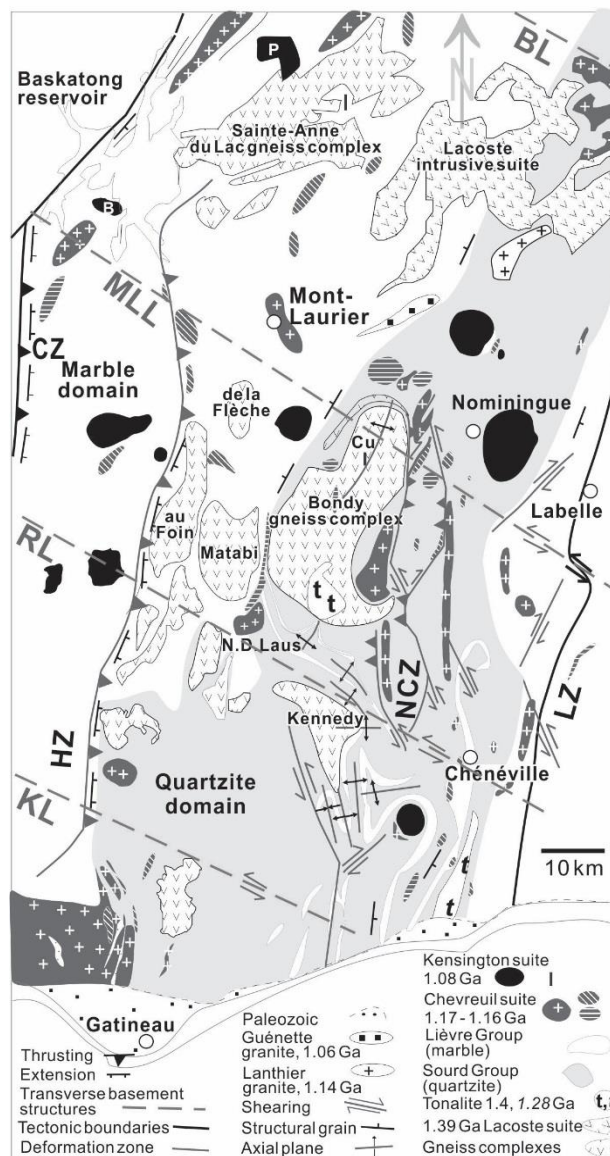 BL
P
Baskatong
reservoir
N
Sainte-Anne
du Lac gneiss complex
Lacoste
intrusive suite
B
Mont-
Laurier
MLL
CZ
Marble
domain
de la
Flèche
Nominingue
Cu
Bondy
gneiss complex
Labelle
au
Foin
Matabi
RL
t
t
N.D. Laus
NCZ
LZ
Kennedy
HZ
Chénéville
Quartzite
domain
KL
10 km
t
t
Gatineau
Thrusting
Extension
Transverse basement
structures
Tectonic boundaries
Deformation zone
Paleozoic
Guénette
granite, 1.06 Ga
Lanthier
granite, 1.14 Ga
Shearing
Structural grain
Axial plane
Kensington suite
1.08 Ga
Chevreuil suite
1.17 - 1.16 Ga
Lièvre Group
(marble)
Sourd Group
(quartzite)
Tonalite 1.4, 1.28 Ga t,
1.39 Ga Lacoste suite
Gneiss complexes